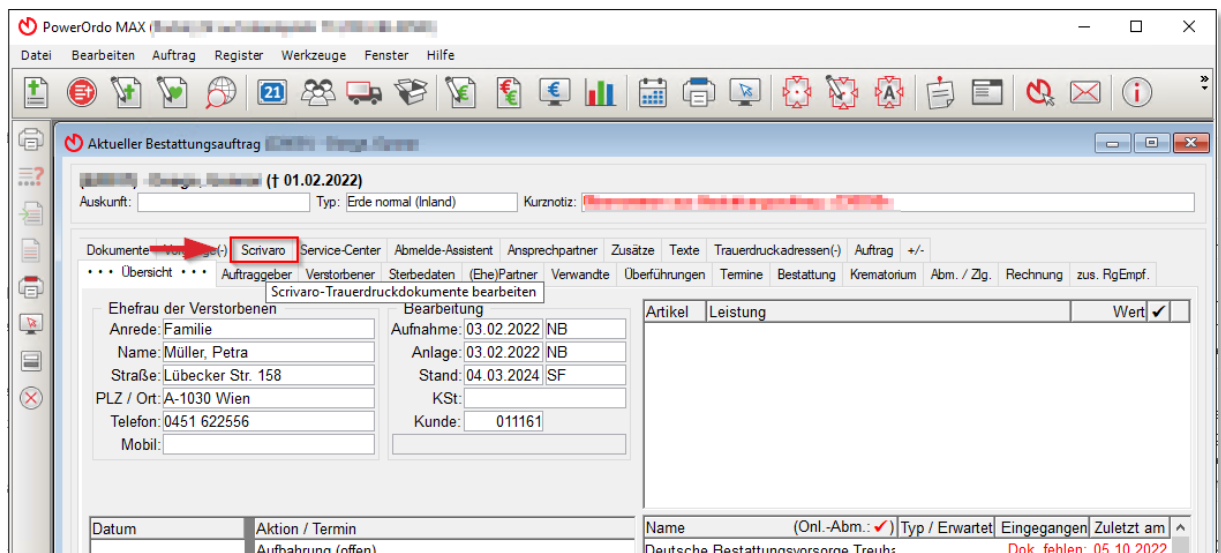 PowerOrdo MAX (
Datei Bearbeiten Auftrag Register Werkzeuge Fenster Hilfe
21
Aktueller Bestattungsauftrag
(† 01.02.2022)
Auskunft: Typ: Erde normal (Inland) Kurznotiz:
Dokumente (-) Scrivaro Service-Center Abmelde-Assistent Ansprechpartner Zusätze Texte Trauerdruckadressen(-) Auftrag +/-
• • • Übersicht • • • Auftraggeber Verstorbener Sterbedaten (Ehe)Partner Verwandte Überführungen Termine Bestattung Krematorium Abm. / Zlg. Rechnung zus. RgEmpf.
Scrivaro-Trauerdruckdokumente bearbeiten
Ehefrau der Verstorbenen Bearbeitung Artikel Leistung Wert ✔
Anrede: Familie Aufnahme: 03.02.2022 NB
Name: Müller, Petra Anlage: 03.02.2022 NB
Straße: Lübecker Str. 158 Stand: 04.03.2024 SF
PLZ / Ort: A-1030 Wien KSt:
Telefon: 0451 622556 Kunde: 011161
Mobil:
Datum Aktion / Termin Name (Onl.-Abm.: ✔) Typ / Erwartet Eingegangen Zuletzt am
Aufbahrung (offen) Deutsche Bestattungsvorsorge Dok. fehlen: 05.10.2022